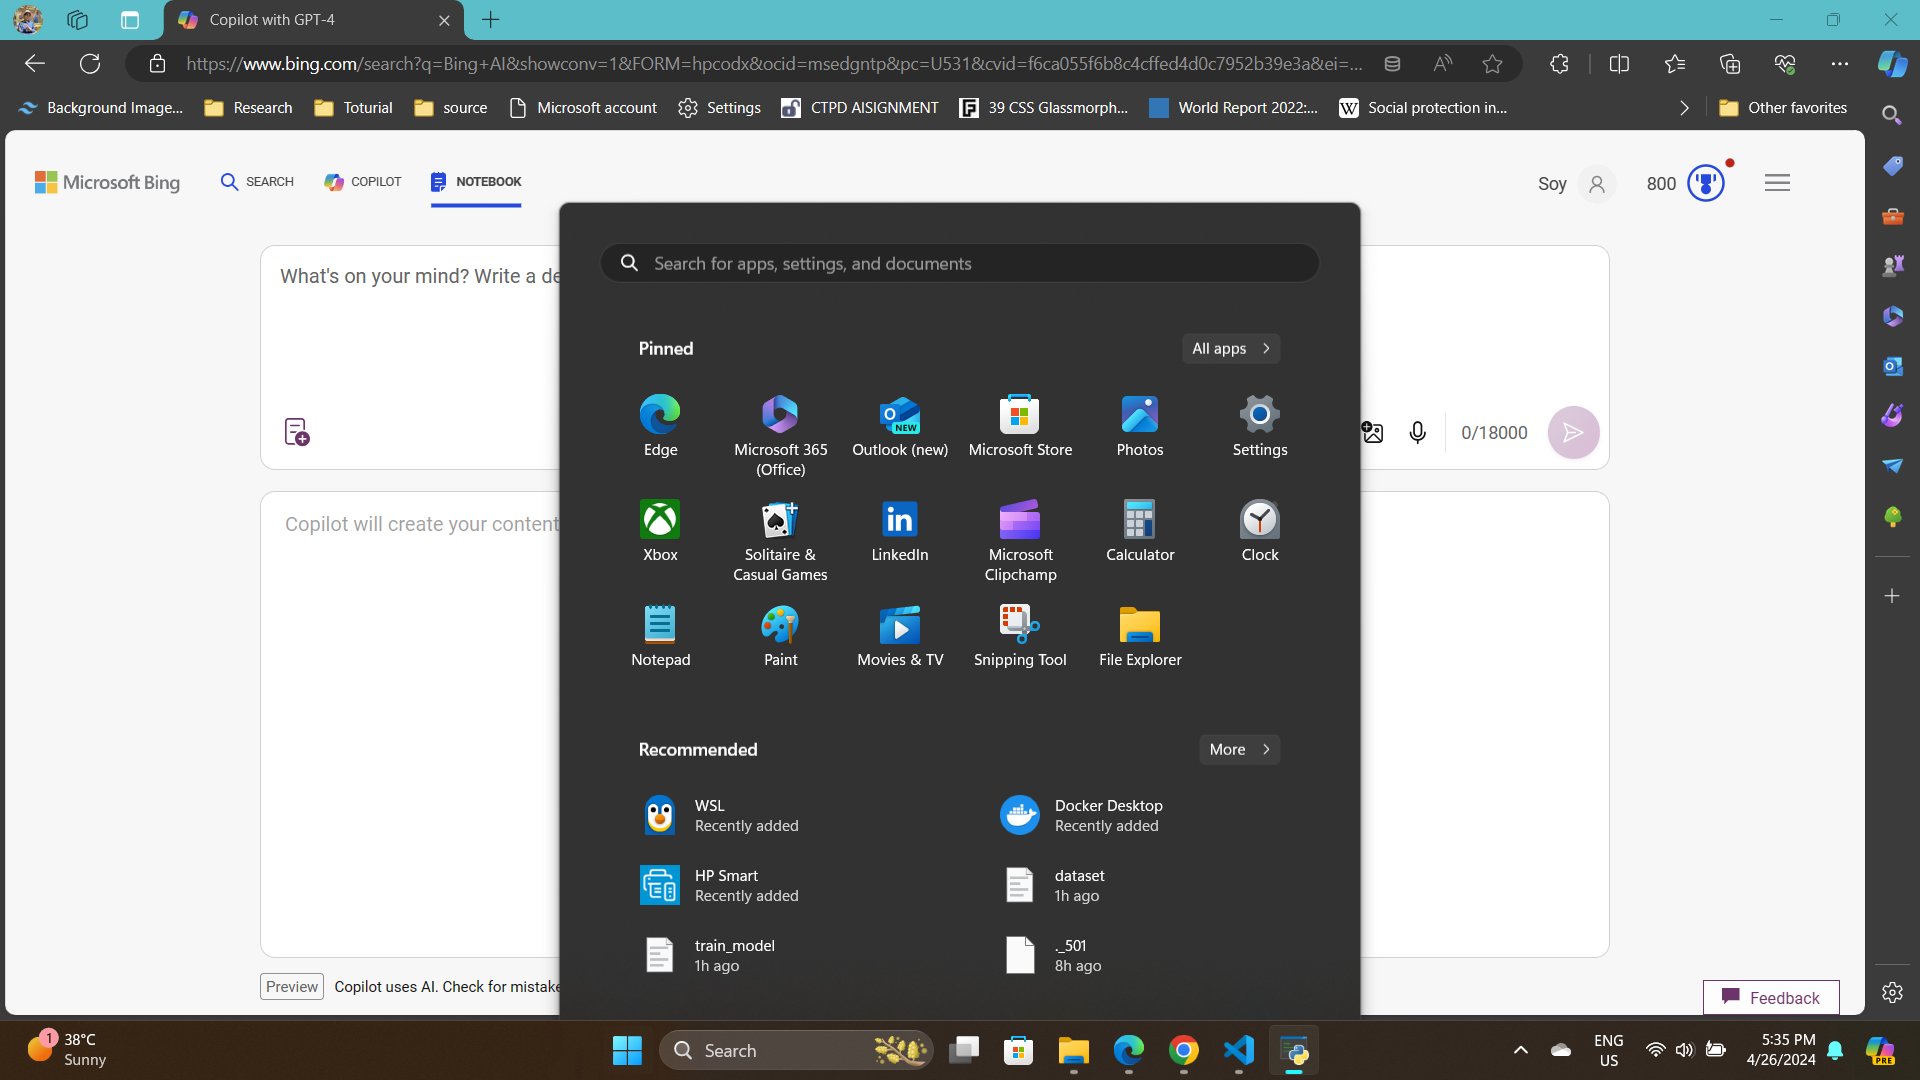 Copilot with GPT-4
https://www.bing.com/search?q=Bing+AI&showconv=1&FORM=hpcodx&ocid=msedgntp&pc=U531&cvid=f6ca055f6b8c4cffed4d0c7952b39e3a&ei=...
Background Image...
Research
Toturial
source
Microsoft account
Settings
CTPD AISIGNMENT
39 CSS Glassmorph...
World Report 2022:...
Social protection in...
Other favorites
Microsoft Bing
SEARCH
COPILOT
NOTEBOOK
Soy
800
What's on your mind? Write a de
0/18000
Copilot will create your content
Preview
Copilot uses AI. Check for mistake
Feedback
Search for apps, settings, and documents
Pinned
All apps
Edge
Microsoft 365
(Office)
Outlook (new)
Microsoft Store
Photos
Settings
Xbox
Solitaire &
Casual Games
LinkedIn
Microsoft
Clipchamp
Calculator
Clock
Notepad
Paint
Movies & TV
Snipping Tool
File Explorer
Recommended
More
WSL
Recently added
Docker Desktop
Recently added
HP Smart
Recently added
dataset
1h ago
train_model
1h ago
._501
8h ago
1
38°C
Sunny
Search
ENG
US
5:35 PM
4/26/2024
PRE